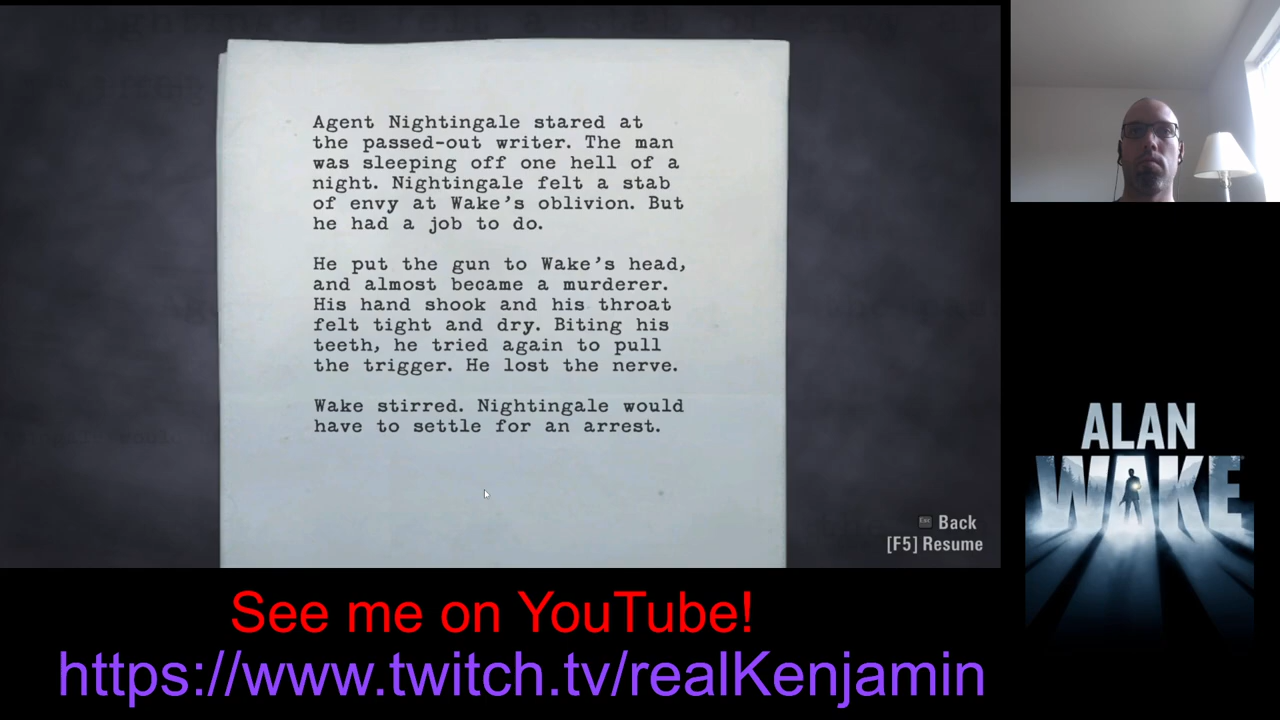 Agent Nightingale stared at
the passed-out writer. The man
was sleeping off one hell of a
night. Nightingale felt a stab
of envy at Wake's oblivion. But
he had a job to do.
He put the gun to Wake's head,
and almost became a murderer.
His hand shook and his throat
felt tight and dry. Biting his
teeth, he tried again to pull
the trigger. He lost the nerve.
Wake stirred. Nightingale would
have to settle for an arrest.
Esc Back
[F5] Resume
ALAN
WAKE
See me on YouTube!
https://www.twitch.tv/realKenjamin